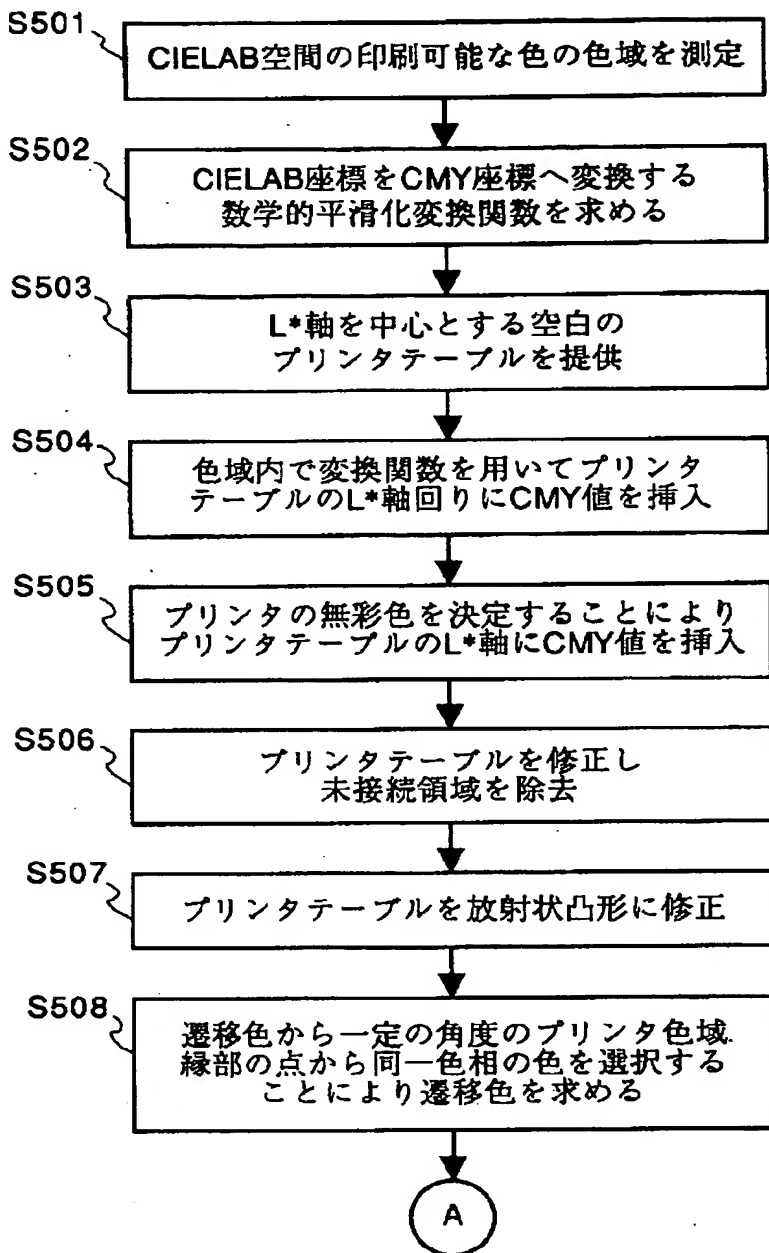 S501
CIELAB空間の印刷可能な色の色域を測定
S502
CIELAB座標をCMY座標へ変換する
数学的平滑化変換関数を求める
S503
L*軸を中心とする空白の
プリンタテーブルを提供
S504
色域内で変換関数を用いてプリンタ
テーブルのL*軸回りにCMY値を挿入
S505
プリンタの無彩色を決定することにより
プリンタテーブルのL*軸にCMY値を挿入
S506
プリンタテーブルを修正し
未接続領域を除去
S507
プリンタテーブルを放射状凸形に修正
S508
遷移色から一定の角度のプリンタ色域
縁部の点から同一色相の色を選択する
ことにより遷移色を求める
A